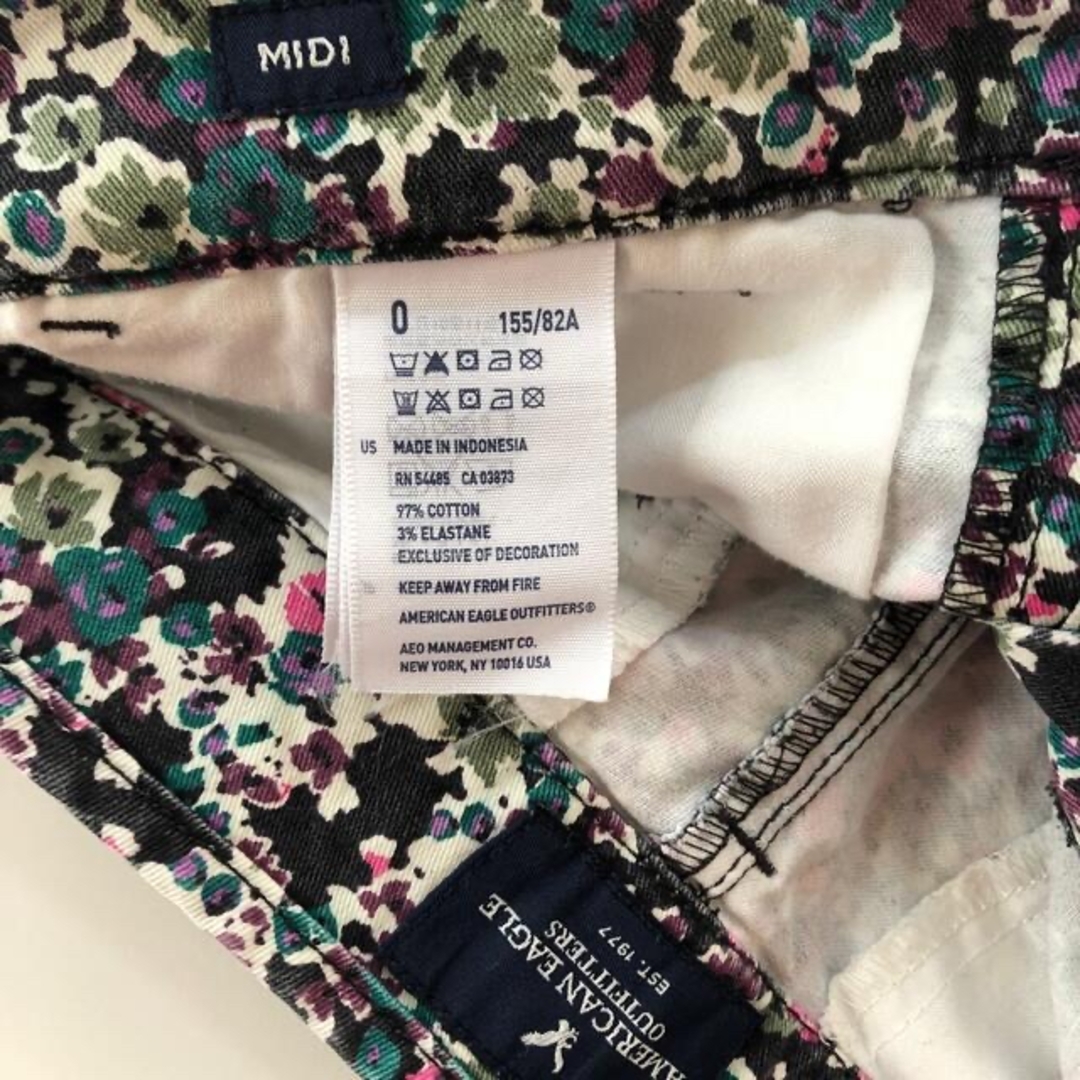 MIDI
0 155/82A
US MADE IN INDONESIA
RN 54485 CA 03873
97% COTTON
3% ELASTANE
EXCLUSIVE OF DECORATION
KEEP AWAY FROM FIRE
AMERICAN EAGLE OUTFITTERS®
AEO MANAGEMENT CO.
NEW YORK, NY 10016 USA
AMERICAN EAGLE
OUTFITTERS
EST. 1977